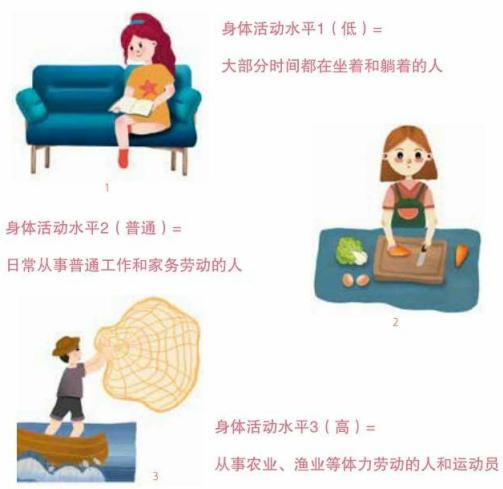 身体活动水平1（低）=
大部分时间都在坐着和躺着的人
1
身体活动水平2（普通）=
日常从事普通工作和家务劳动的人
2
身体活动水平3（高）=
从事农业、渔业等体力劳动的人和运动员
3